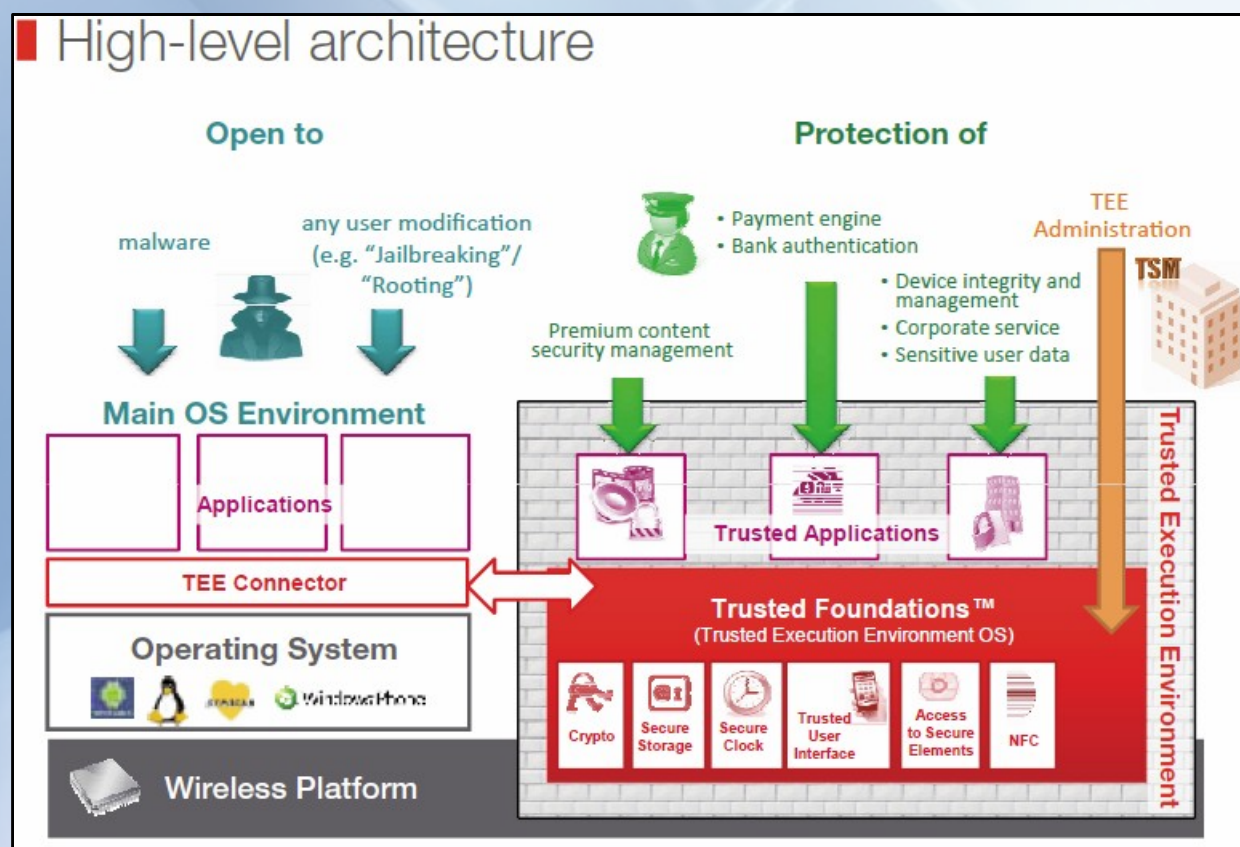 High-level architecture
Open to
Protection of
malware
any user modification
(e.g. “Jailbreaking”/
“Rooting”)
• Payment engine
• Bank authentication
TEE
Administration
TSM
Premium content
security management
• Device integrity and
management
• Corporate service
• Sensitive user data
Main OS Environment
Applications
Trusted Applications
TEE Connector
Trusted Foundations™
(Trusted Execution Environment OS)
Operating System
WindowsPhone
Crypto
Secure
Storage
Secure
Clock
Trusted
User
Interface
Access
to Secure
Elements
NFC
Trusted Execution Environment
Wireless Platform